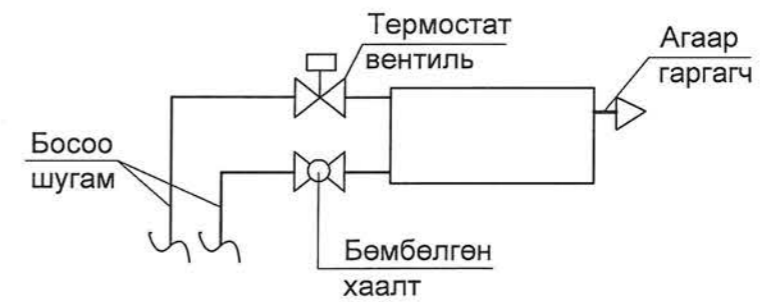 Термостат
вентиль
Агаар
гаргагч
Босоо
шугам
Бөмбөлгөн
хаалт